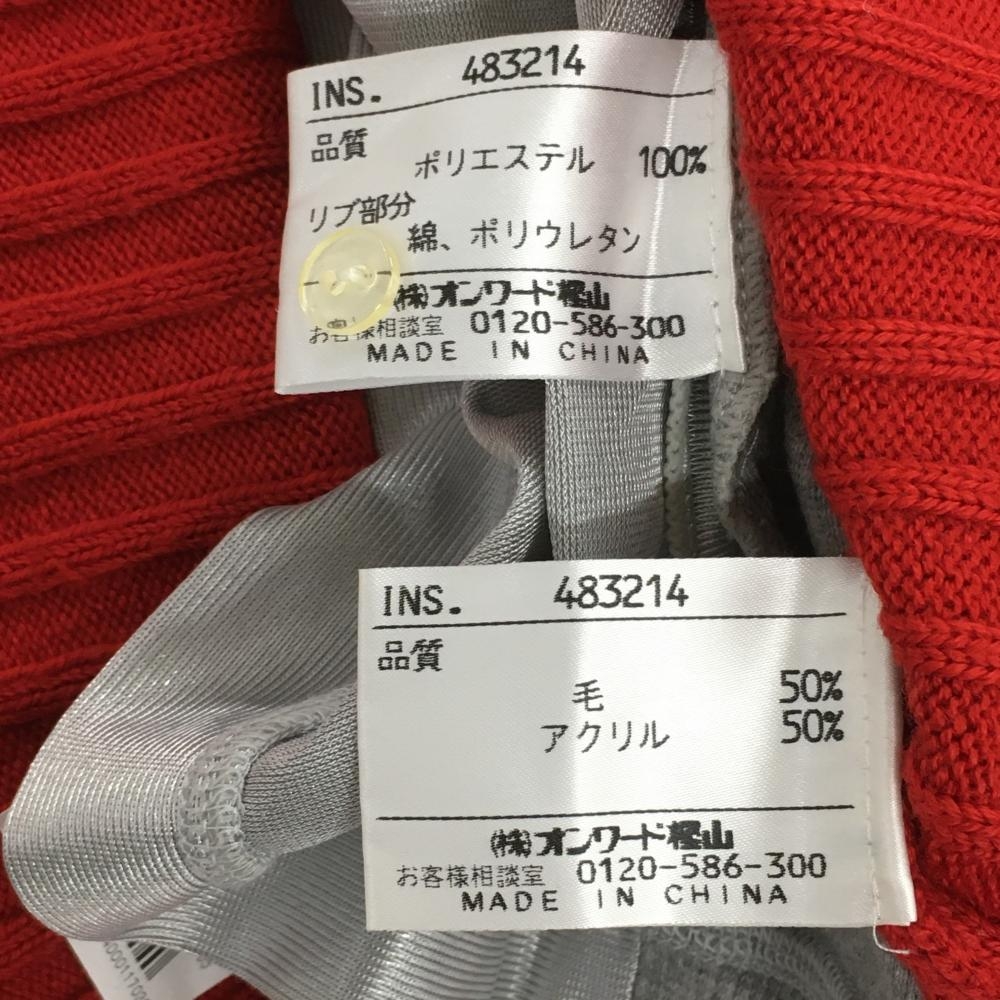 INS. 483214
品質
ポリエステル 100%
リブ部分
綿、ポリウレタン
(株)オンワード樫山
お客様相談室 0120-586-300
MADE IN CHINA
INS. 483214
品質
毛 50%
アクリル 50%
(株)オンワード樫山
お客様相談室 0120-586-300
MADE IN CHINA